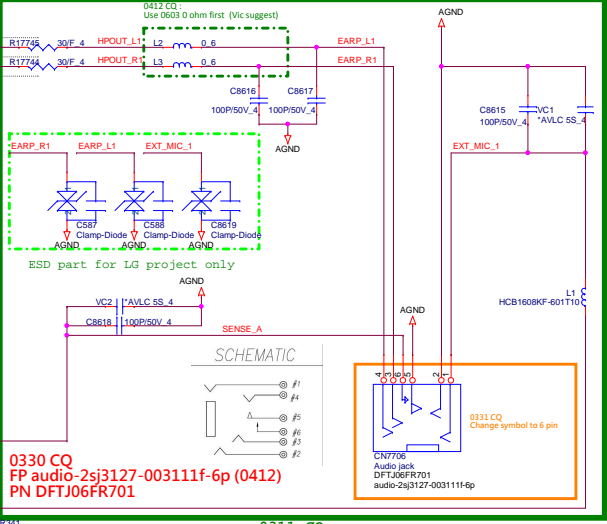 0412 CQ :
Use 0603 0 ohm first (Vic suggest)
AGND
R17745 30/F_4 HPOUT_L1 L2 0_6 EARP_L1
R17744 30/F_4 HPOUT_R1 L3 0_6 EARP_R1
C8616 C8617
100P/50V_4 100P/50V_4
AGND
C8615 VC1
100P/50V_4 *AVLC 5S_4
EARP_R1 EARP_L1 EXT_MIC_1
EXT_MIC_1
C587 C588 C8619
Clamp-Diode Clamp-Diode Clamp-Diode
AGND AGND AGND
ESD part for LG project only
AGND
VC2 *AVLC 5S_4
C8618 100P/50V_4
L1
HCB1608KF-601T10
AGND
SENSE_A
SCHEMATIC
#1
#4
#5
#6
#3
#2
4 3 6 5 2 1
0331 CQ
Change symbol to 6 pin
CN7706
Audio jack
DFTJ06FR701
audio-2sj3127-003111f-6p
0330 CQ
FP audio-2sj3127-003111f-6p (0412)
PN DFTJ06FR701